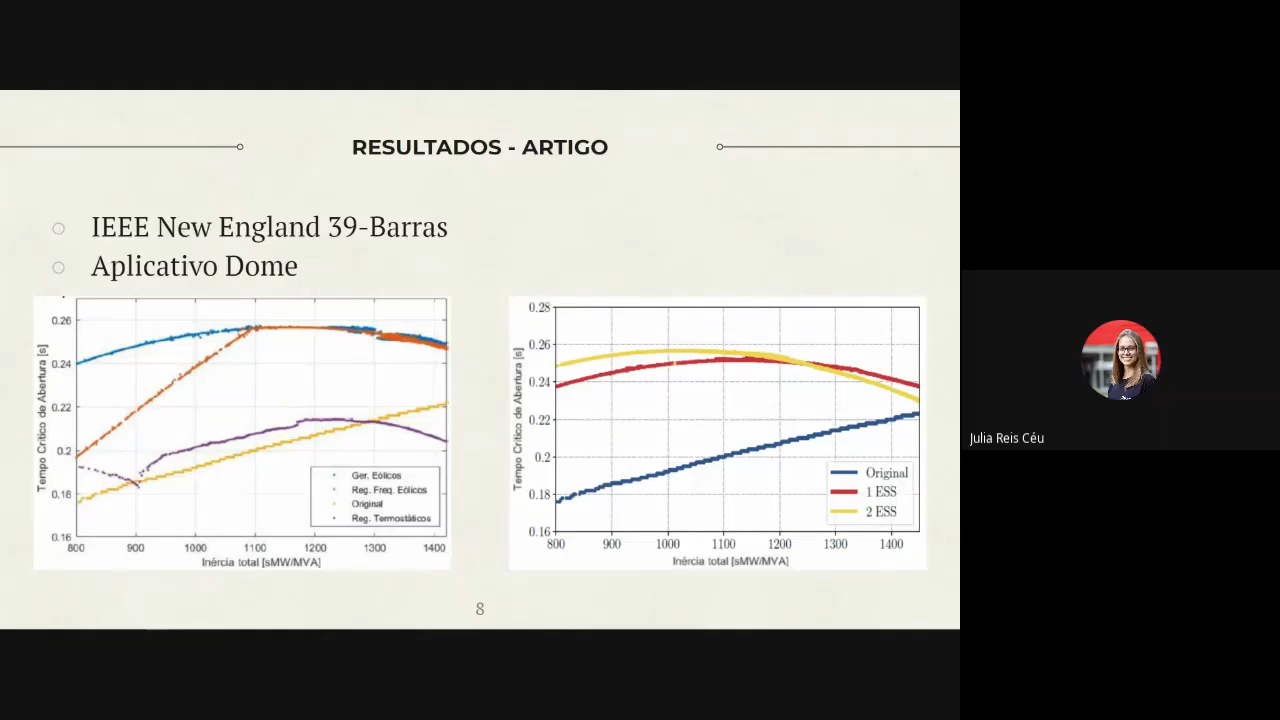 RESULTADOS - ARTIGO
IEEE New England 39-Barras
Aplicativo Dome
0.26
0.24
0.22
0.2
0.18
0.16
Tempo Crítico de Abertura [s]
Ger. Eólicos
Reg. Freq. Eólicos
Original
Reg. Termostáticos
800 900 1000 1100 1200 1300 1400
Inércia total [sMW/MVA]
0.28
0.26
0.24
0.22
0.2
0.18
0.16
Tempo Crítico de Abertura [s]
Original
1 ESS
2 ESS
800 900 1000 1100 1200 1300 1400
Inércia total [sMW/MVA]
8
Julia Reis Céu